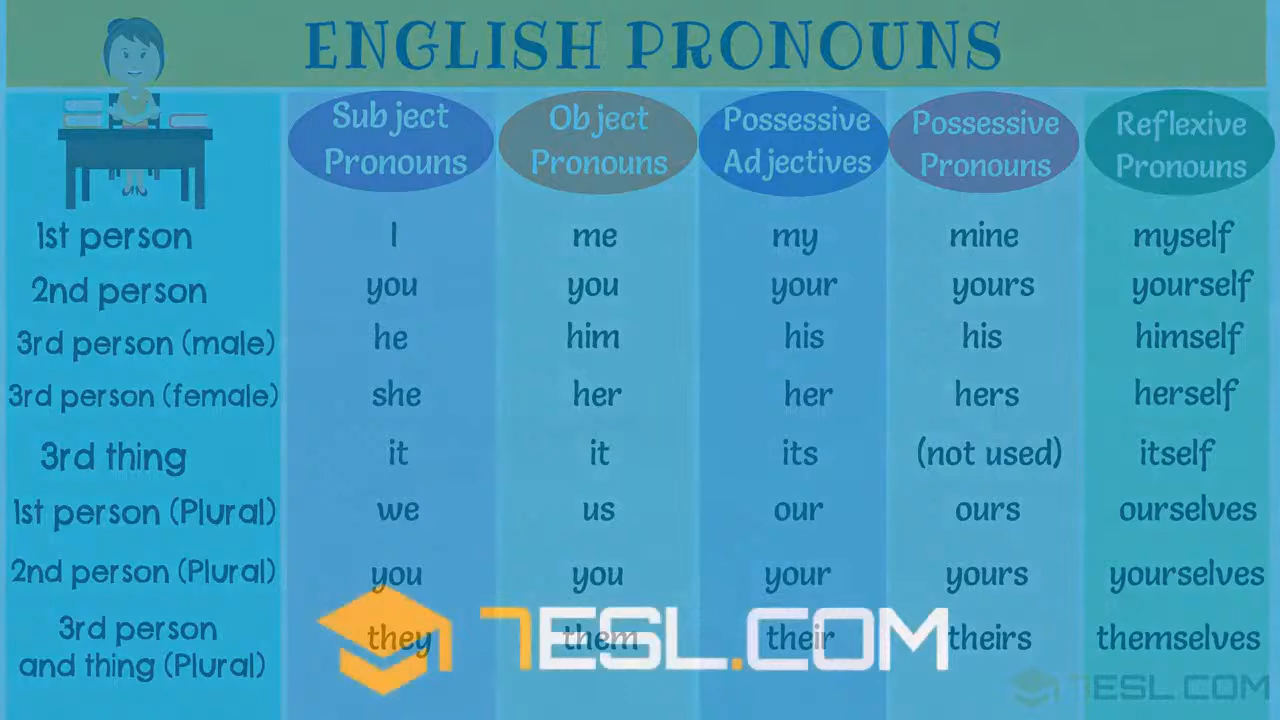 ENGLISH PRONOUNS
Subject Pronouns
Object Pronouns
Possessive Adjectives
Possessive Pronouns
Reflexive Pronouns
1st person I me my mine myself
2nd person you you your yours yourself
3rd person (male) he him his his himself
3rd person (female) she her her hers herself
3rd thing it it its (not used) itself
1st person (Plural) we us our ours ourselves
2nd person (Plural) you you your yours yourselves
3rd person and thing (Plural) they them their theirs themselves
7ESL.COM
7ESL.COM